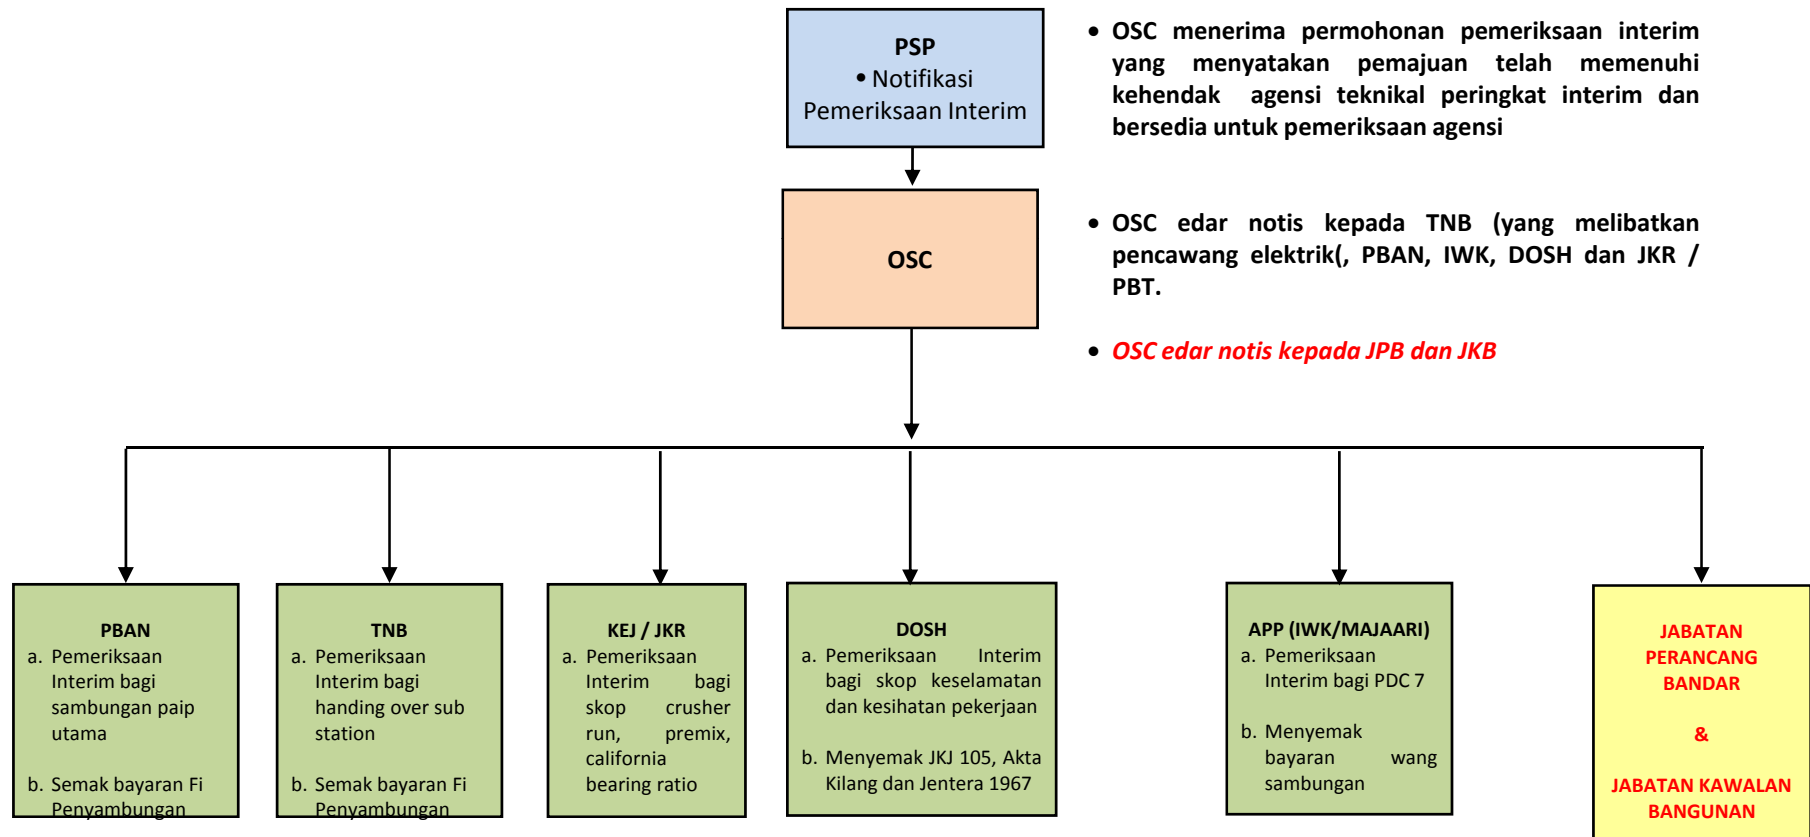 PSP
• Notifikasi
Pemeriksaan Interim
• OSC menerima permohonan pemeriksaan interim
yang menyatakan pemajuan telah memenuhi
kehendak agensi teknikal peringkat interim dan
bersedia untuk pemeriksaan agensi
OSC
• OSC edar notis kepada TNB (yang melibatkan
pencawang elektrik(, PBAN, IWK, DOSH dan JKR /
PBT.
• OSC edar notis kepada JPB dan JKB
PBAN
a. Pemeriksaan
Interim bagi
sambungan paip
utama
b. Semak bayaran Fi
Penyambungan
TNB
a. Pemeriksaan
Interim bagi
handing over sub
station
b. Semak bayaran Fi
Penyambungan
KEJ / JKR
a. Pemeriksaan
Interim bagi
skop crusher
run, premix,
california
bearing ratio
DOSH
a. Pemeriksaan Interim
bagi skop keselamatan
dan kesihatan pekerjaan
b. Menyemak JKJ 105, Akta
Kilang dan Jentera 1967
APP (IWK/MAJAARI)
a. Pemeriksaan
Interim bagi PDC 7
b. Menyemak
bayaran wang
sambungan
JABATAN
PERANCANG
BANDAR
&
JABATAN KAWALAN
BANGUNAN